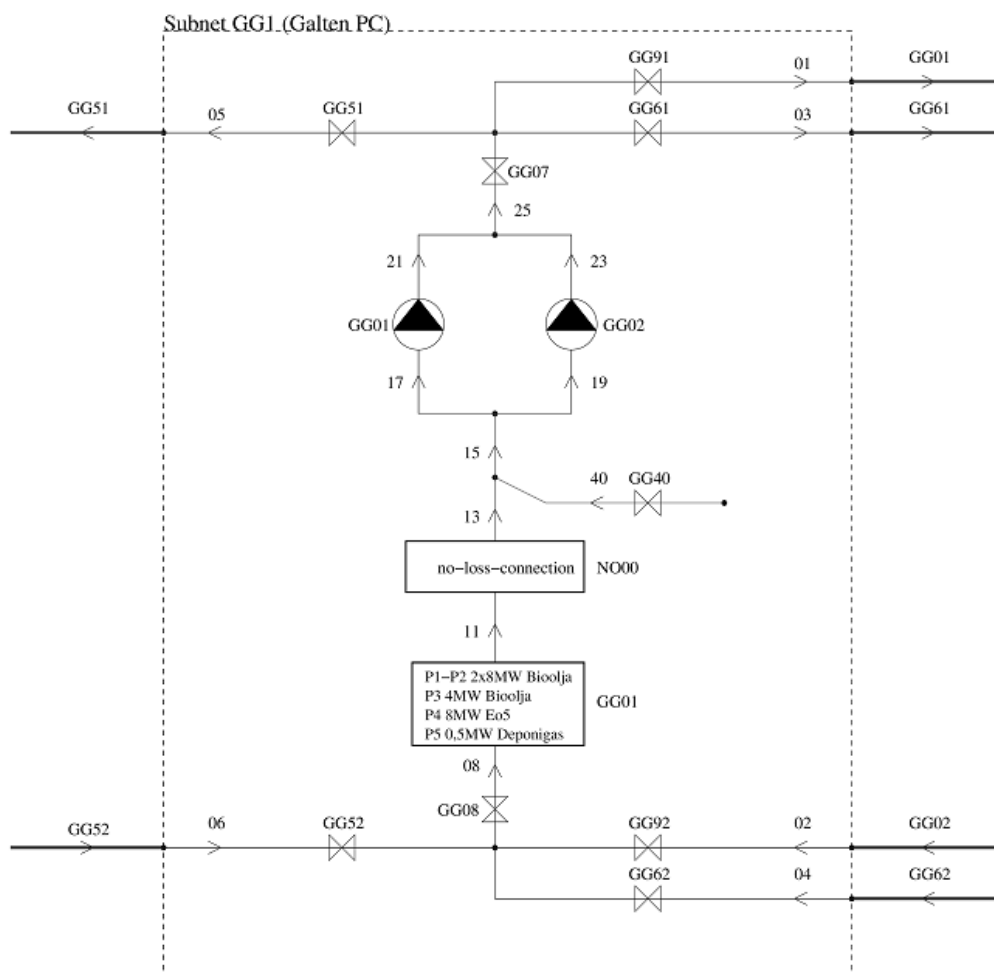 Subnet GG1 (Galten PC)
GG91
01
GG01
GG51
05
GG51
GG61
03
GG61
GG07
25
21
23
GG01
GG02
17
19
15
40
GG40
13
no-loss-connection
NO00
11
P1-P2 2x8MW Bioolja
P3 4MW Bioolja
P4 8MW Eo5
P5 0,5MW Deponigas
GG01
08
GG08
GG52
06
GG52
GG92
02
GG02
GG62
04
GG62